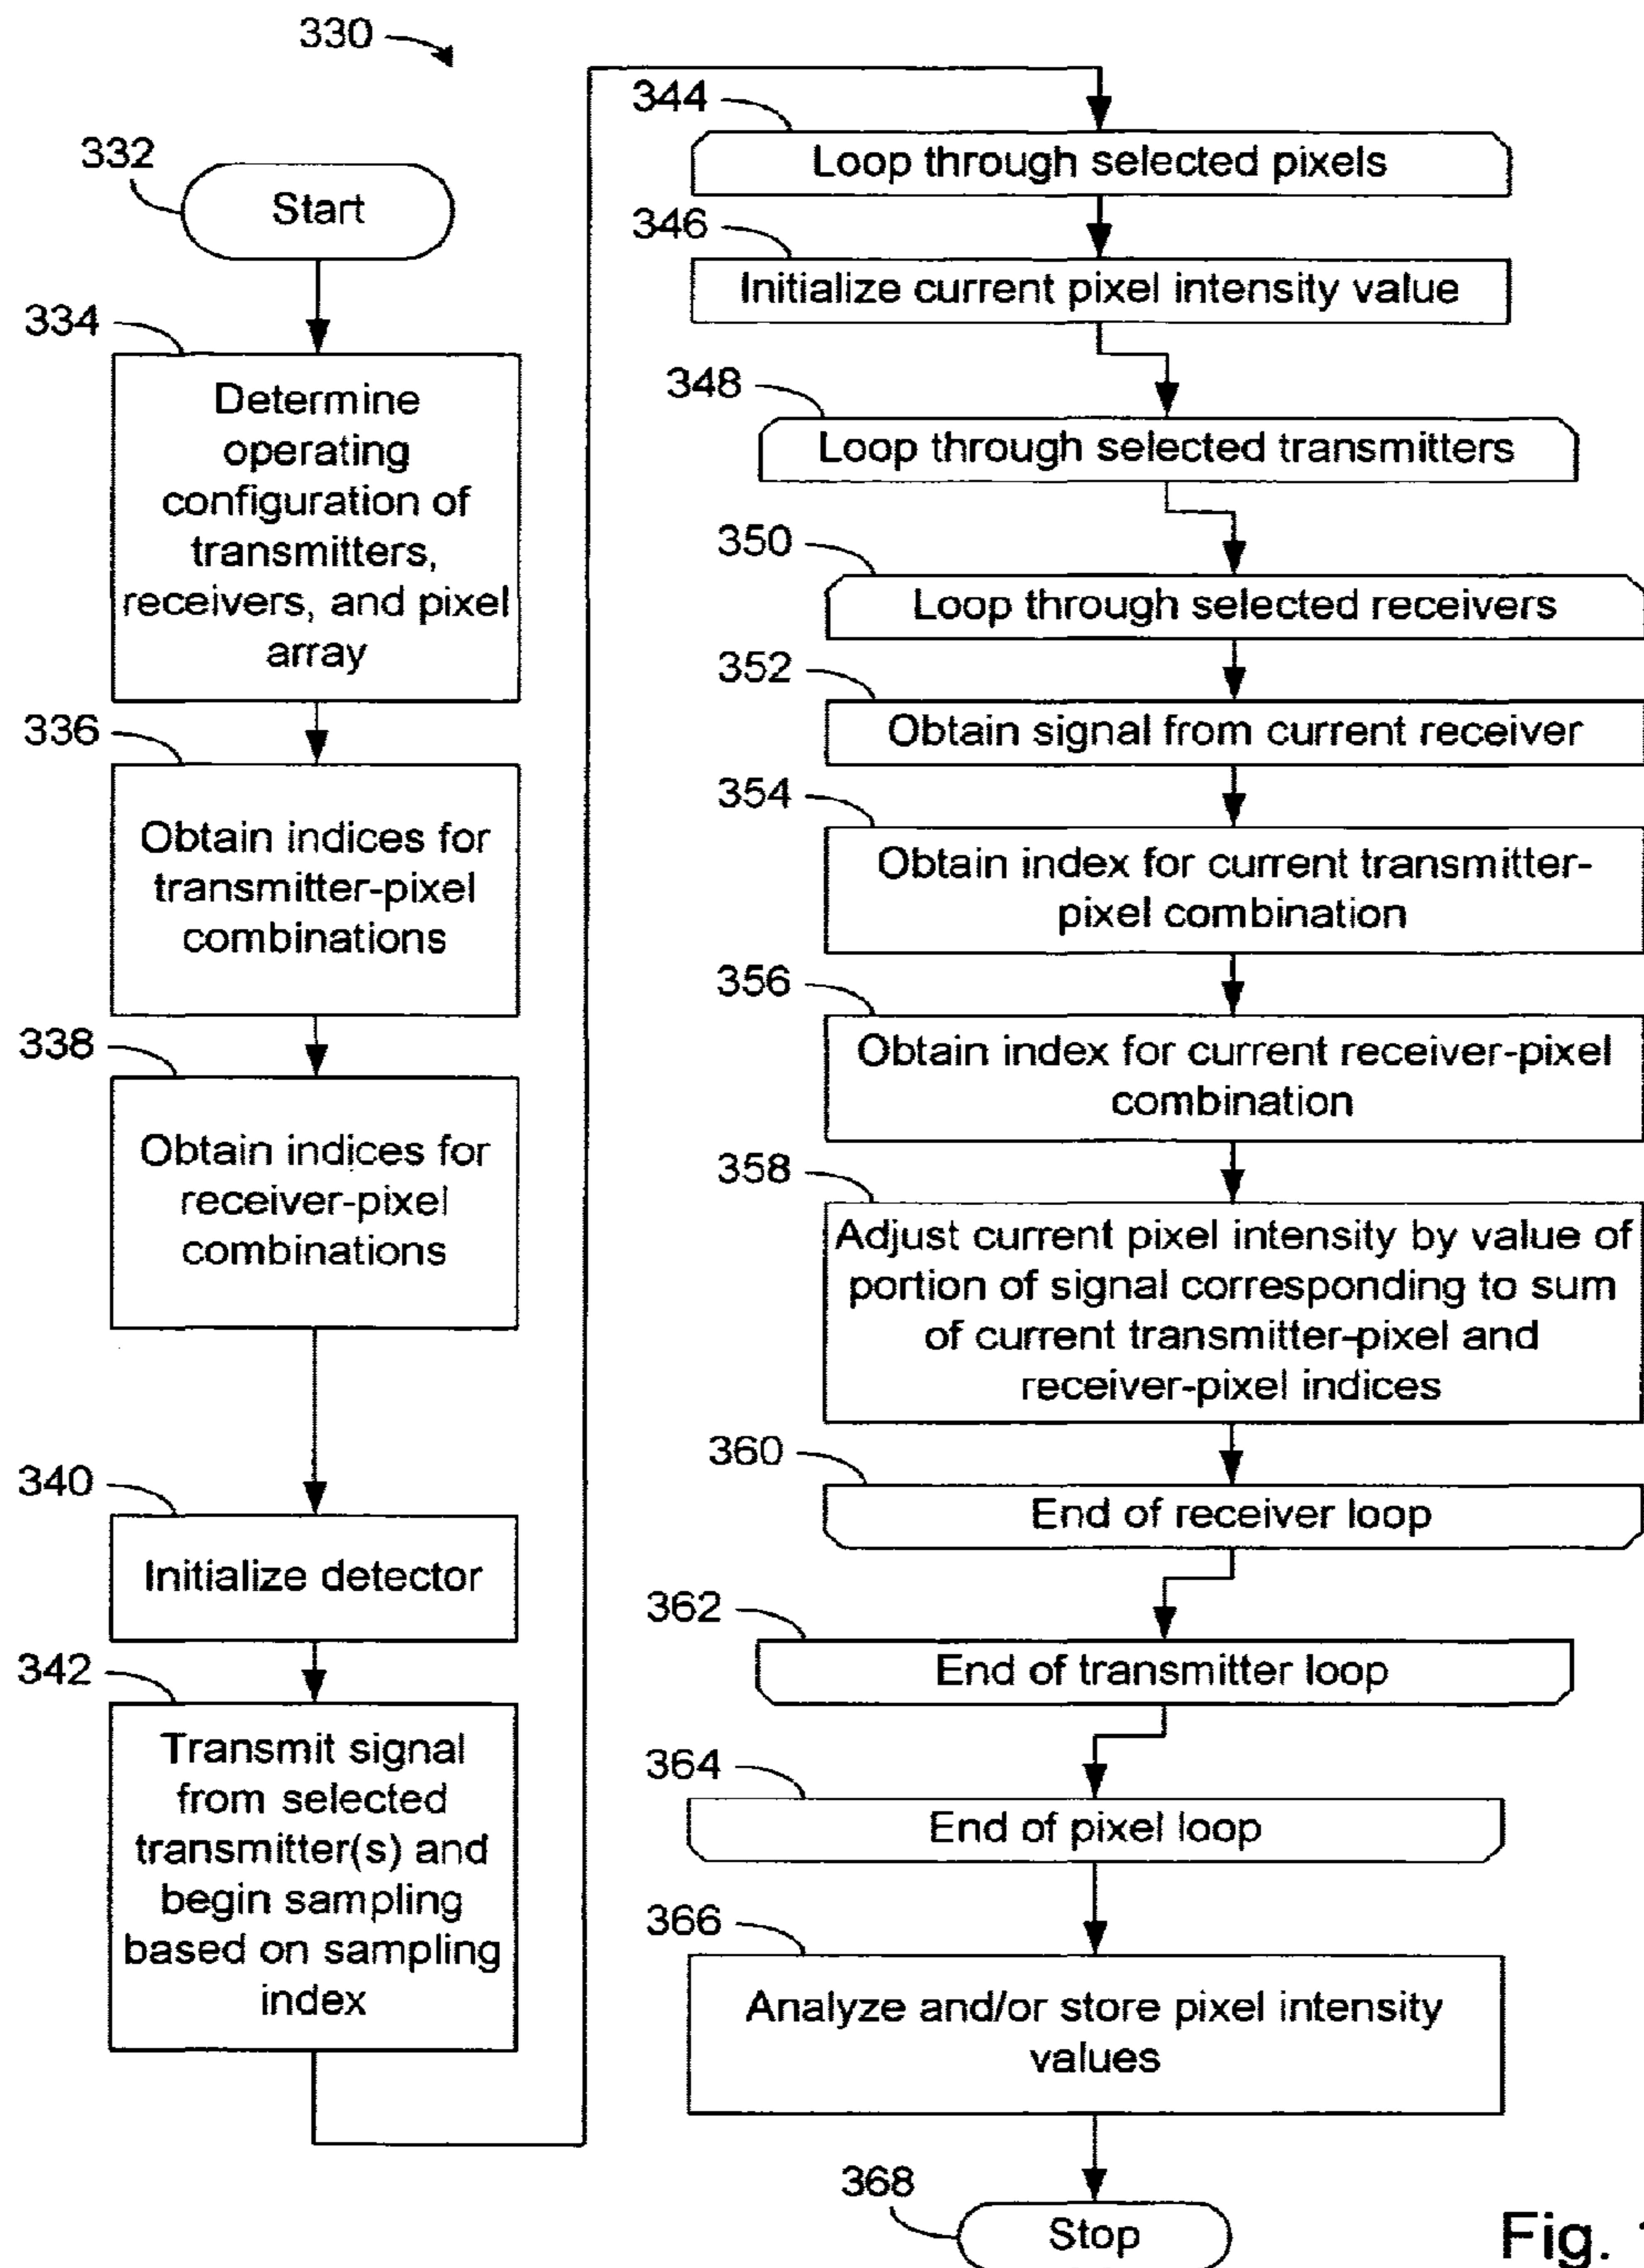 330
332
Start
334
Determine
operating
configuration of
transmitters,
receivers, and pixel
array
336
Obtain indices for
transmitter-pixel
combinations
338
Obtain indices for
receiver-pixel
combinations
340
Initialize detector
342
Transmit signal
from selected
transmitter(s) and
begin sampling
based on sampling
index
344
Loop through selected pixels
346
Initialize current pixel intensity value
348
Loop through selected transmitters
350
Loop through selected receivers
352
Obtain signal from current receiver
354
Obtain index for current transmitter-
pixel combination
356
Obtain index for current receiver-pixel
combination
358
Adjust current pixel intensity by value of
portion of signal corresponding to sum
of current transmitter-pixel and
receiver-pixel indices
360
End of receiver loop
362
End of transmitter loop
364
End of pixel loop
366
Analyze and/or store pixel intensity
values
368
Stop
Fig.